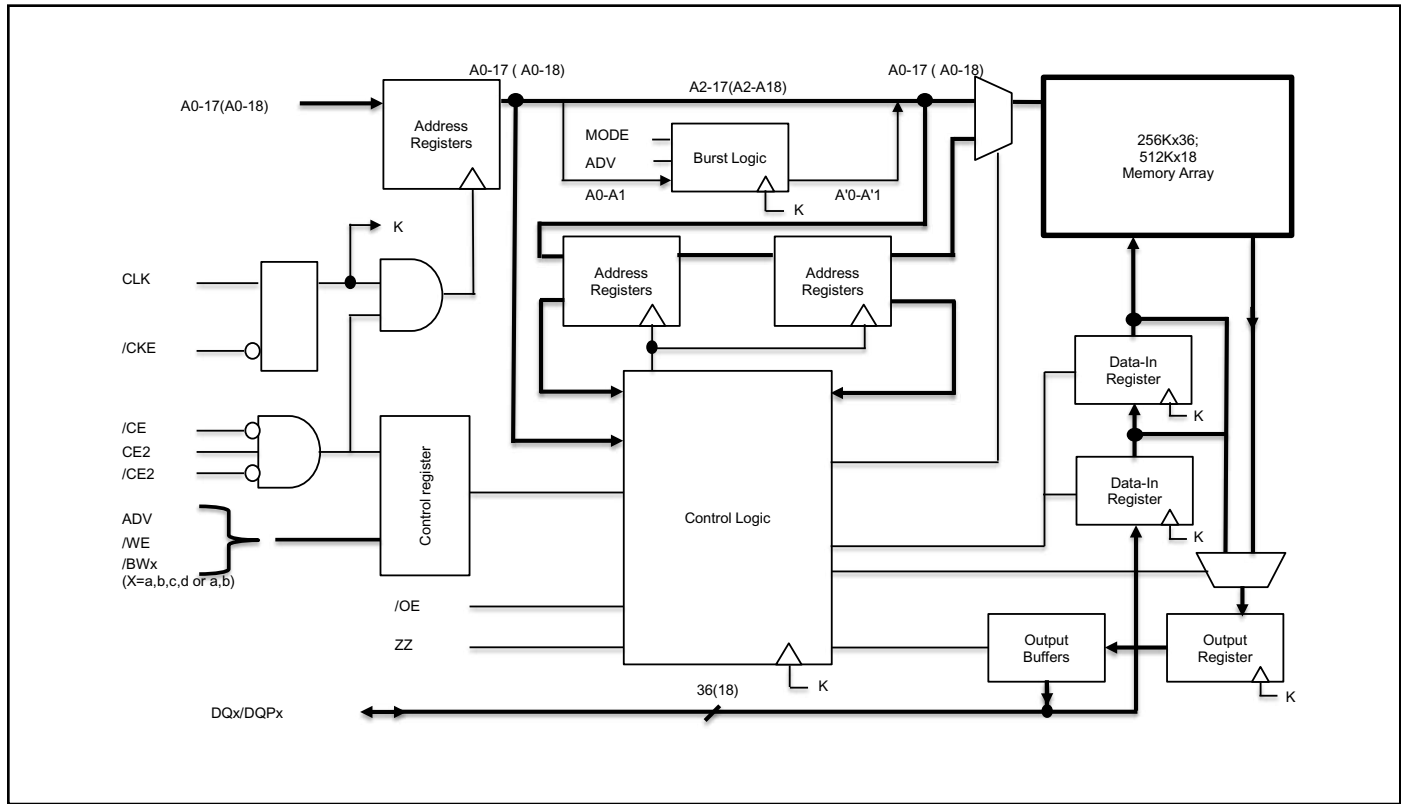 A0-17 ( A0-18)
A0-17 ( A0-18)
A2-17(A2-A18)
A0-17(A0-18)
Address
Registers
MODE
ADV
Burst Logic
A0-A1
A'0-A'1
K
256Kx36;
512Kx18
Memory Array
K
CLK
/CKE
Address
Registers
Address
Registers
Data-In
Register
K
/CE
CE2
/CE2
Control register
Data-In
Register
K
ADV
/WE
/BWx
(X=a,b,c,d or a,b)
Control Logic
/OE
ZZ
K
Output
Buffers
Output
Register
K
36(18)
DQx/DQPx